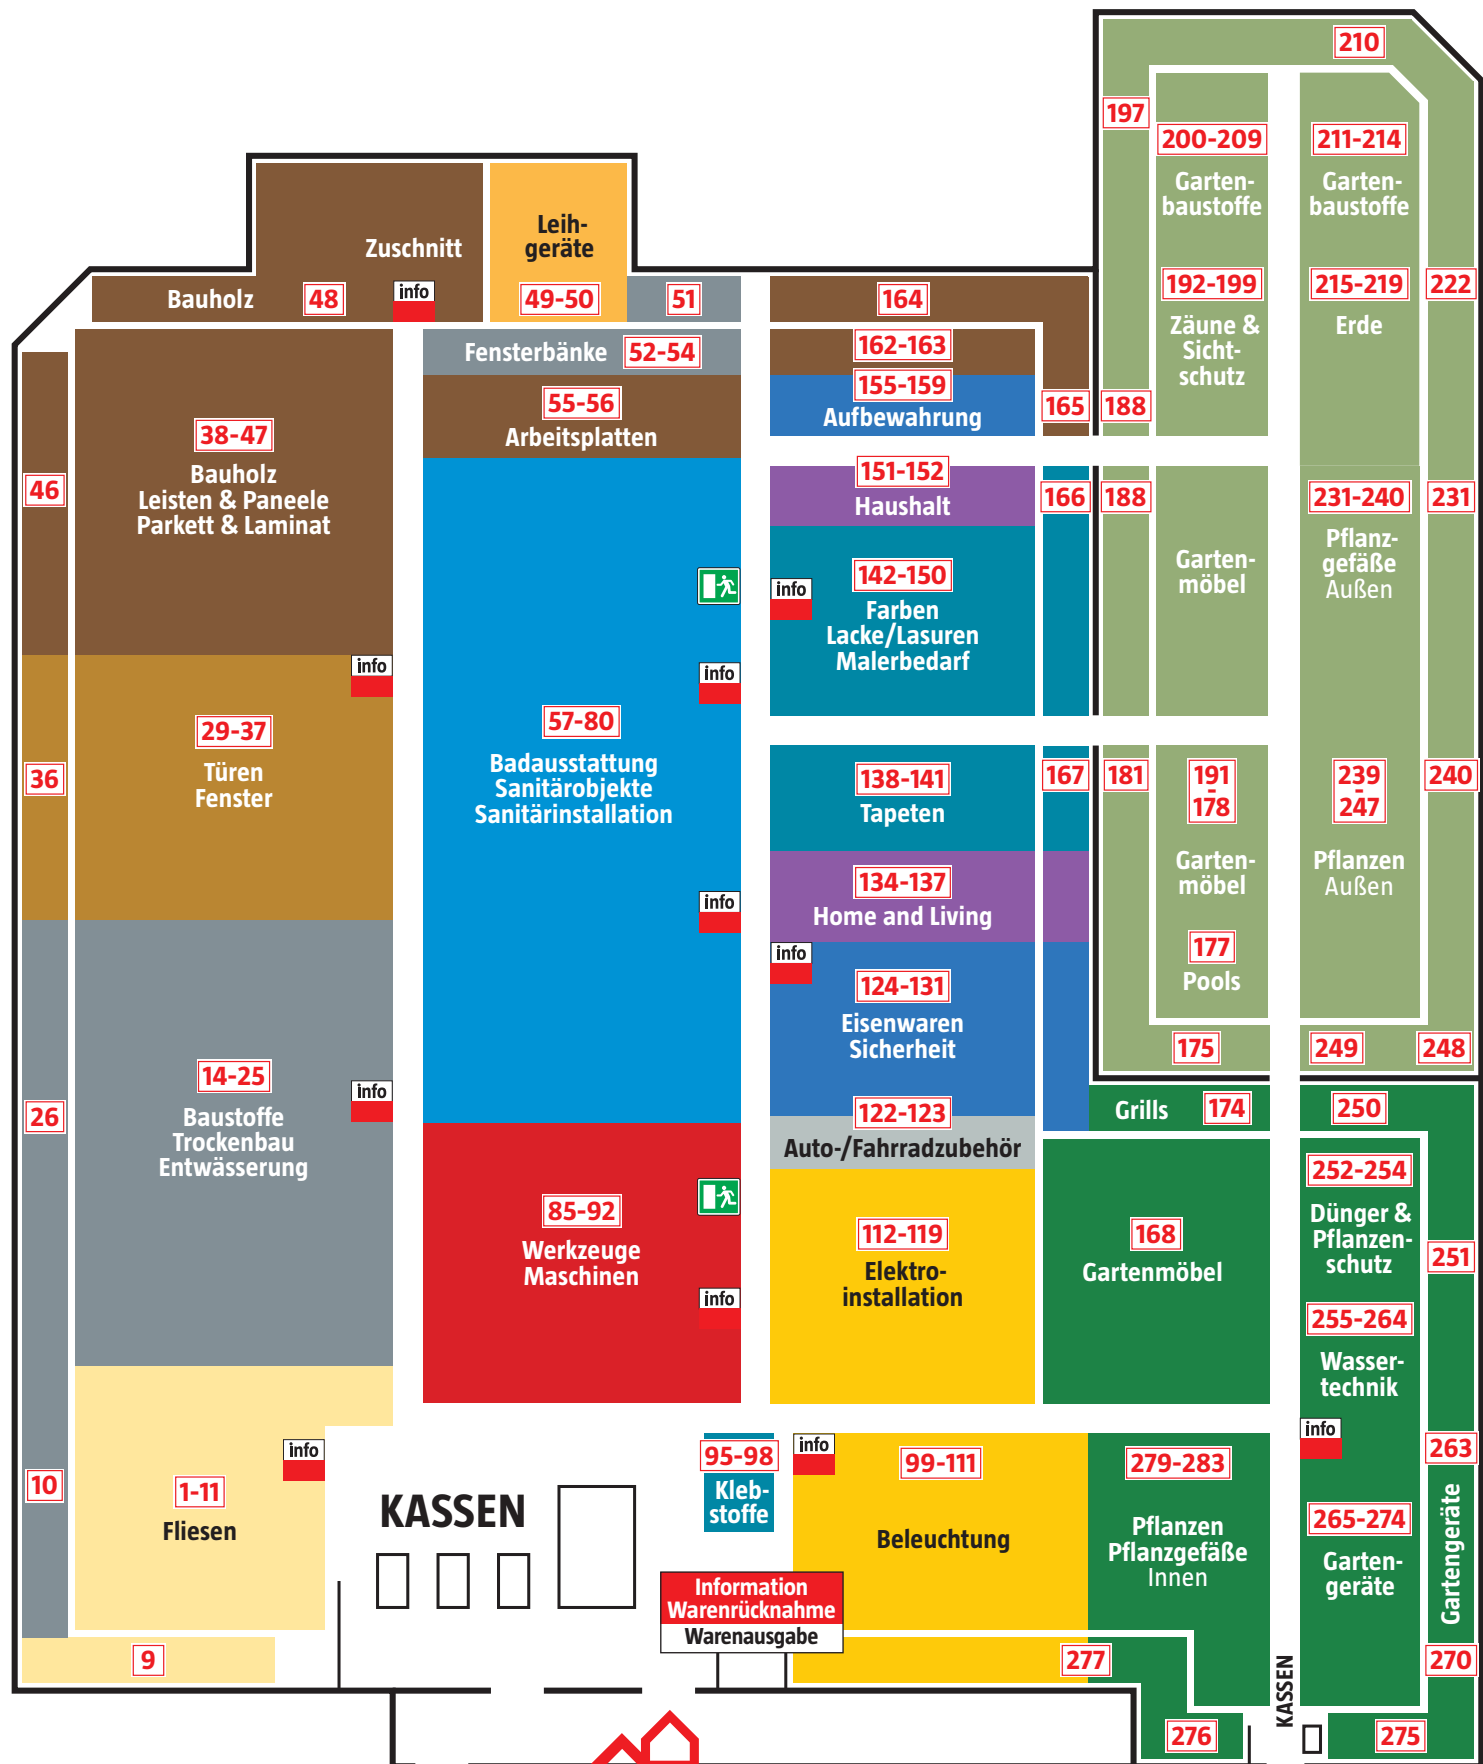 210
197
200-209
Garten-
baustoffe
211-214
Garten-
baustoffe
Zuschnitt
Leih-
geräte
Bauholz
48
info
49-50
51
164
192-199
Zäune &
Sicht-
schutz
215-219
Erde
222
Fensterbänke
52-54
162-163
155-159
Aufbewahrung
165
188
55-56
Arbeitsplatten
38-47
Bauholz
Leisten & Paneele
Parkett & Laminat
46
151-152
Haushalt
166
188
231-240
Pflanz-
gefäße
Außen
231
Garten-
möbel
info
142-150
Farben
Lacke/Lasuren
Malerbedarf
info
info
29-37
Türen
Fenster
36
57-80
Badausstattung
Sanitärobjekte
Sanitärinstallation
138-141
Tapeten
167
181
191
-
178
Garten-
möbel
239
-
247
Pflanzen
Außen
240
info
134-137
Home and Living
info
177
Pools
124-131
Eisenwaren
Sicherheit
175
249
248
14-25
Baustoffe
Trockenbau
Entwässerung
info
26
122-123
Auto-/Fahrradzubehör
Grills
174
250
252-254
Dünger &
Pflanzen-
schutz
251
85-92
Werkzeuge
Maschinen
info
112-119
Elektro-
installation
168
Gartenmöbel
255-264
Wasser-
technik
info
263
10
1-11
Fliesen
info
KASSEN
95-98
Kleb-
stoffe
info
99-111
Beleuchtung
279-283
Pflanzen
Pflanzgefäße
Innen
265-274
Garten-
geräte
Gartengeräte
Information
Warenrücknahme
Warenausgabe
9
277
270
KASSEN
276
275